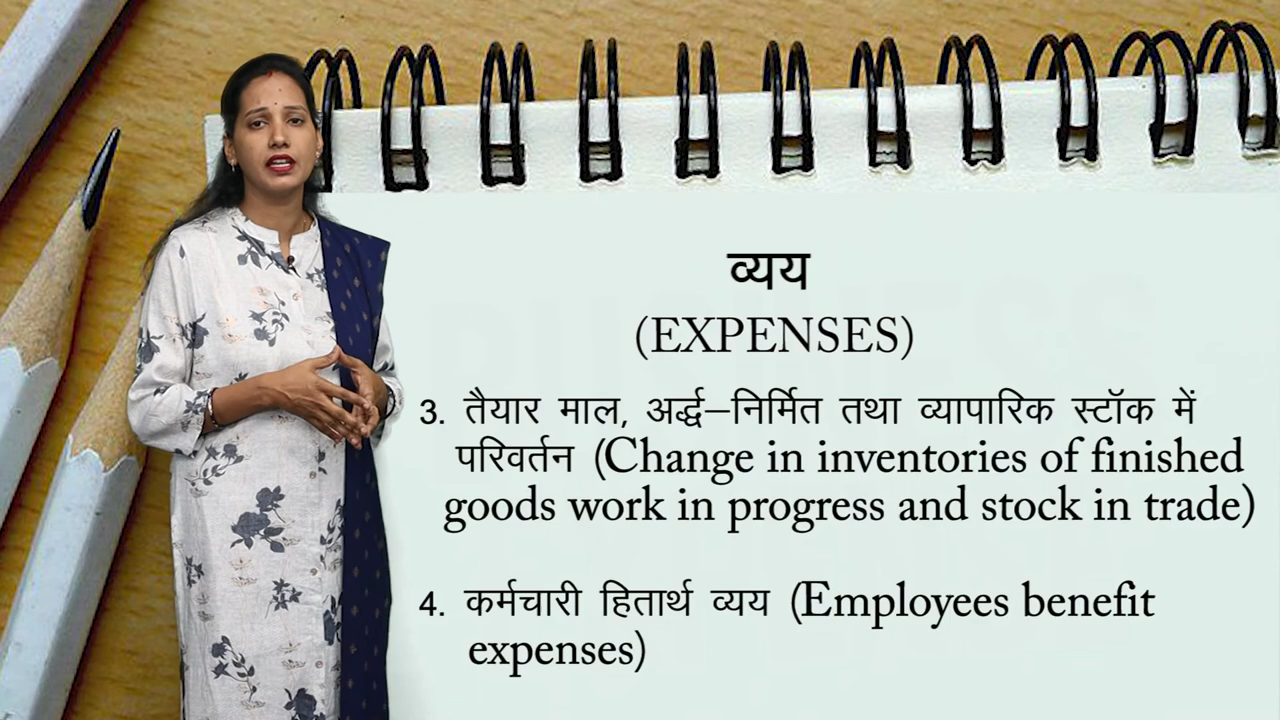 व्यय
(EXPENSES)
3. तैयार माल, अर्द्ध–निर्मित तथा व्यापारिक स्टॉक में
परिवर्तन (Change in inventories of finished
goods work in progress and stock in trade)
4. कर्मचारी हितार्थ व्यय (Employees benefit
expenses)